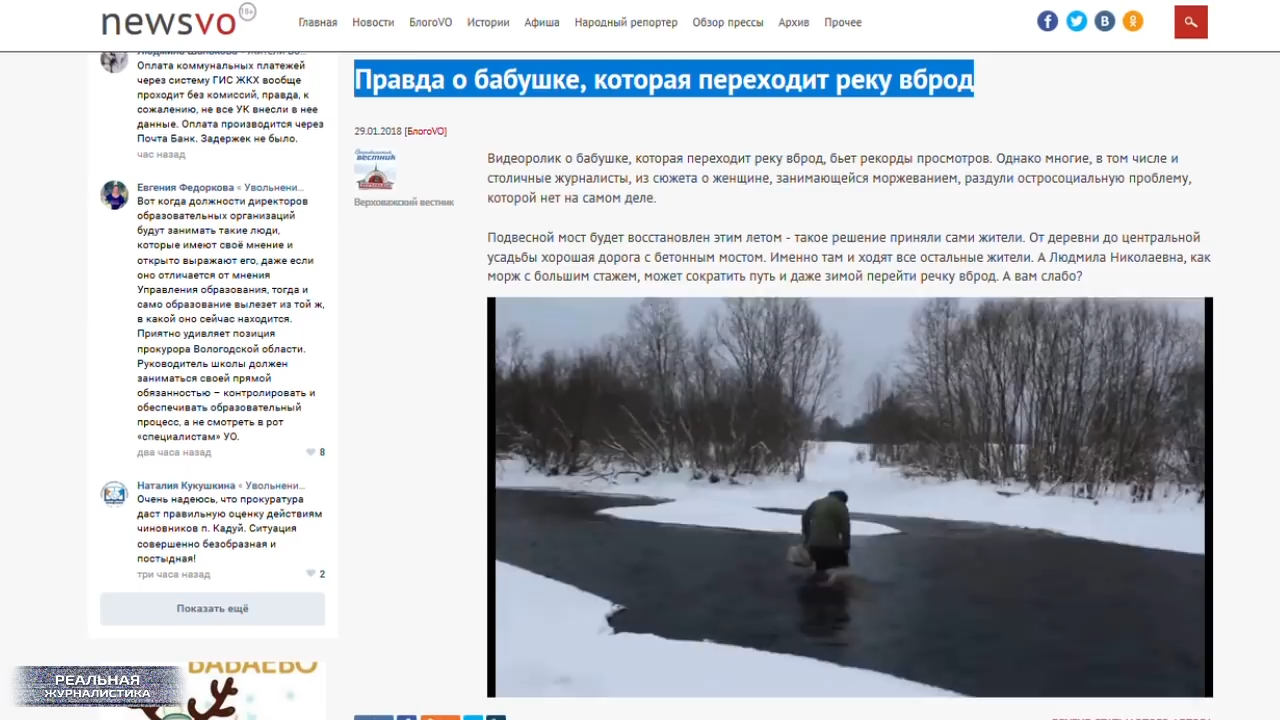 newsvo
18+
Главная Новости БлогоVO Истории Афиша Народный репортер Обзор прессы Архив Прочее
Оплата коммунальных платежей
через систему ГИС ЖКХ вообще
проходит без комиссий, правда, к
сожалению, не все УК внесли в нее
данные. Оплата производится через
Почта Банк. Задержек не было.
час назад
Евгения Федоркова « Увольнени...
Вот когда должности директоров
образовательных организаций
будут занимать такие люди,
которые имеют своё мнение и
открыто выражают его, даже если
оно отличается от мнения
Управления образования, тогда и
само образование вылезет из той ж,
в какой оно сейчас находится.
Приятно удивляет позиция
прокурора Вологодской области.
Руководитель школы должен
заниматься своей прямой
обязанностью – контролировать и
обеспечивать образовательный
процесс, а не смотреть в рот
«специалистам» УО.
два часа назад 8
Наталия Кукушкина « Увольнени...
Очень надеюсь, что прокуратура
даст правильную оценку действиям
чиновников п. Кадуй. Ситуация
совершенно безобразная и
постыдная!
три часа назад 2
Показать ещё
БАБАЕВО
РЕАЛЬНАЯ
ЖУРНАЛИСТИКА
Правда о бабушке, которая переходит реку вброд
29.01.2018 [БлогоVO]
вестник
Верховажский вестник
Видеоролик о бабушке, которая переходит реку вброд, бьет рекорды просмотров. Однако многие, в том числе и
столичные журналисты, из сюжета о женщине, занимающейся моржеванием, раздули остросоциальную проблему,
которой нет на самом деле.
Подвесной мост будет восстановлен этим летом - такое решение приняли сами жители. От деревни до центральной
усадьбы хорошая дорога с бетонным мостом. Именно там и ходят все остальные жители. А Людмила Николаевна, как
морж с большим стажем, может сократить путь и даже зимой перейти речку вброд. А вам слабо?